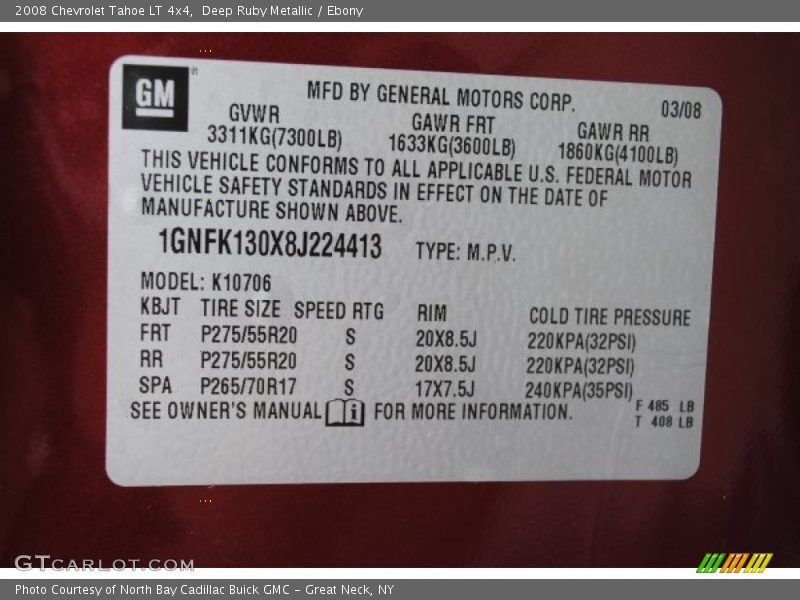 2008 Chevrolet Tahoe LT 4x4, Deep Ruby Metallic / Ebony
GM ®
MFD BY GENERAL MOTORS CORP. 03/08
GVWR GAWR FRT GAWR RR
3311KG(7300LB) 1633KG(3600LB) 1860KG(4100LB)
THIS VEHICLE CONFORMS TO ALL APPLICABLE U.S. FEDERAL MOTOR
VEHICLE SAFETY STANDARDS IN EFFECT ON THE DATE OF
MANUFACTURE SHOWN ABOVE.
1GNFK130X8J224413 TYPE: M.P.V.
MODEL: K10706
KBJT TIRE SIZE SPEED RTG RIM COLD TIRE PRESSURE
FRT P275/55R20 S 20X8.5J 220KPA(32PSI)
RR P275/55R20 S 20X8.5J 220KPA(32PSI)
SPA P265/70R17 S 17X7.5J 240KPA(35PSI)
SEE OWNER'S MANUAL i FOR MORE INFORMATION.
F 485 LB
T 408 LB
GTCARLOT.COM
Photo Courtesy of North Bay Cadillac Buick GMC - Great Neck, NY